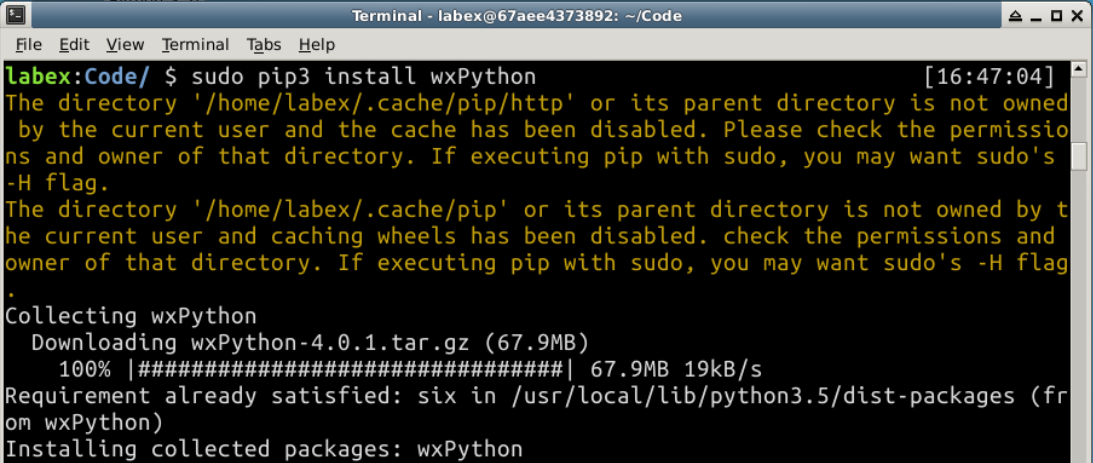 Terminal - labex@67aee4373892: ~/Code
File Edit View Terminal Tabs Help
labex:Code/ $ sudo pip3 install wxPython [16:47:04]
The directory '/home/labex/.cache/pip/http' or its parent directory is not owned
 by the current user and the cache has been disabled. Please check the permissio
ns and owner of that directory. If executing pip with sudo, you may want sudo's
-H flag.
The directory '/home/labex/.cache/pip' or its parent directory is not owned by t
he current user and caching wheels has been disabled. check the permissions and
owner of that directory. If executing pip with sudo, you may want sudo's -H flag
.
Collecting wxPython
  Downloading wxPython-4.0.1.tar.gz (67.9MB)
    100% |################################| 67.9MB 19kB/s
Requirement already satisfied: six in /usr/local/lib/python3.5/dist-packages (fr
om wxPython)
Installing collected packages: wxPython